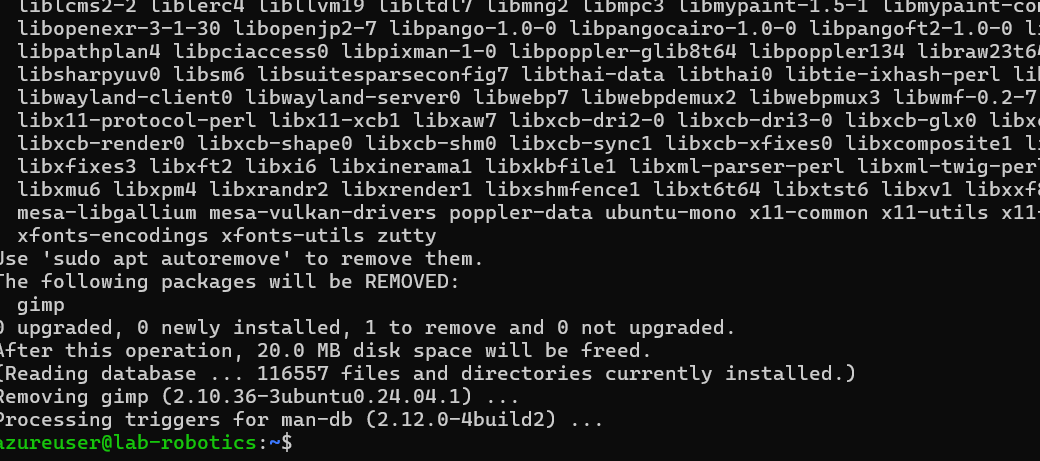 liblcms2-2 liblerc4 libllvm19 libltdl7 libmng2 libmpc3 libmypaint-1.5-1 libmypaint-co
libopenexr-3-1-30 libopenjp2-7 libpango-1.0-0 libpangocairo-1.0-0 libpangoft2-1.0-0
libpathplan4 libpciaccess0 libpixman-1-0 libpoppler-glib8t64 libpoppler134 libraw23t6
libsharpyuv0 libsm6 libsuitesparseconfig7 libthai-data libthai0 libtie-ixhash-perl
libwayland-client0 libwayland-server0 libwebp7 libwebpdemux2 libwebpmux3 libwmf-0.2-7
libx11-protocol-perl libx11-xcb1 libxaw7 libxcb-dri2-0 libxcb-dri3-0 libxcb-glx0
libxcb-render0 libxcb-shape0 libxcb-shm0 libxcb-sync1 libxcb-xfixes0 libxcomposite1
libxfixes3 libxft2 libxi6 libxinerama1 libxkbfile1 libxml-parser-perl libxml-twig-per
libxmu6 libxpm4 libxrandr2 libxrender1 libxshmfence1 libxt6t64 libxtst6 libxv1
mesa-libgallium mesa-vulkan-drivers poppler-data ubuntu-mono x11-common x11-utils x11-
xfonts-encodings xfonts-utils zutty
Use 'sudo apt autoremove' to remove them.
The following packages will be REMOVED:
gimp
0 upgraded, 0 newly installed, 1 to remove and 0 not upgraded.
After this operation, 20.0 MB disk space will be freed.
(Reading database ... 116557 files and directories currently installed.)
Removing gimp (2.10.36-3ubuntu0.24.04.1) ...
Processing triggers for man-db (2.12.0-4build2) ...
azureuser@lab-robotics:~$